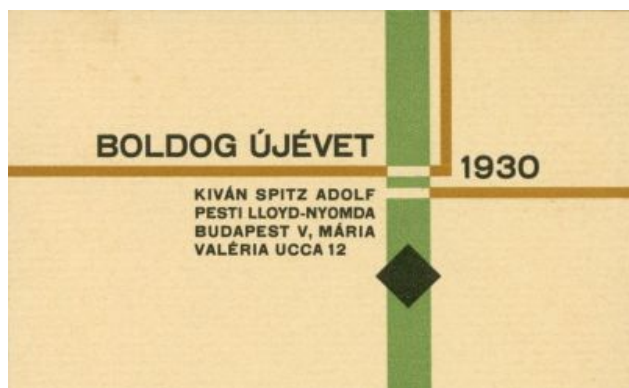 BOLDOG ÚJÉVET
1930
KIVÁN SPITZ ADOLF
PESTI LLOYD-NYOMDA
BUDAPEST V, MÁRIA
VALÉRIA UCCA 12